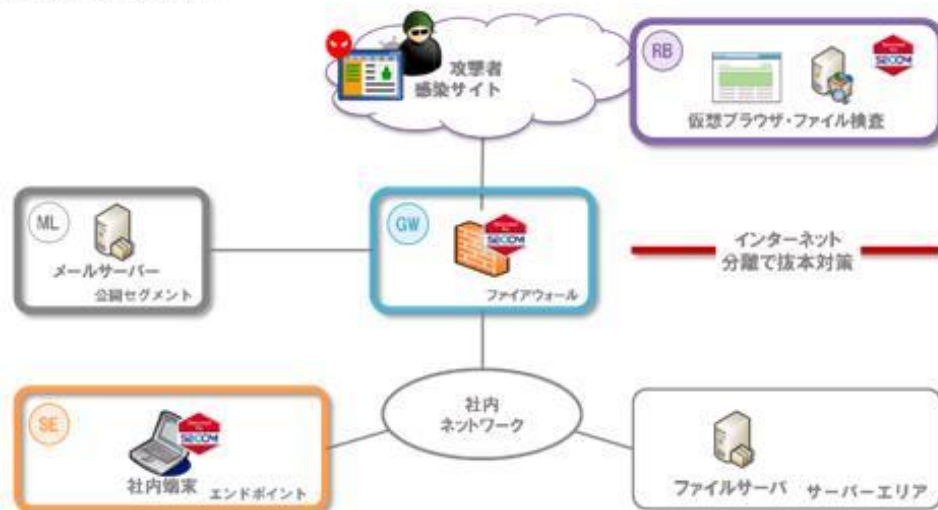 攻撃者
感染サイト
RB
SECOM
仮想ブラウザ・ファイル検査
ML
メールサーバー
公開セグメント
GW
SECOM
ファイアウォール
インターネット
分離で抜本対策
SE
SECOM
社内端末
エンドポイント
社内
ネットワーク
ファイルサーバ
サーバーエリア